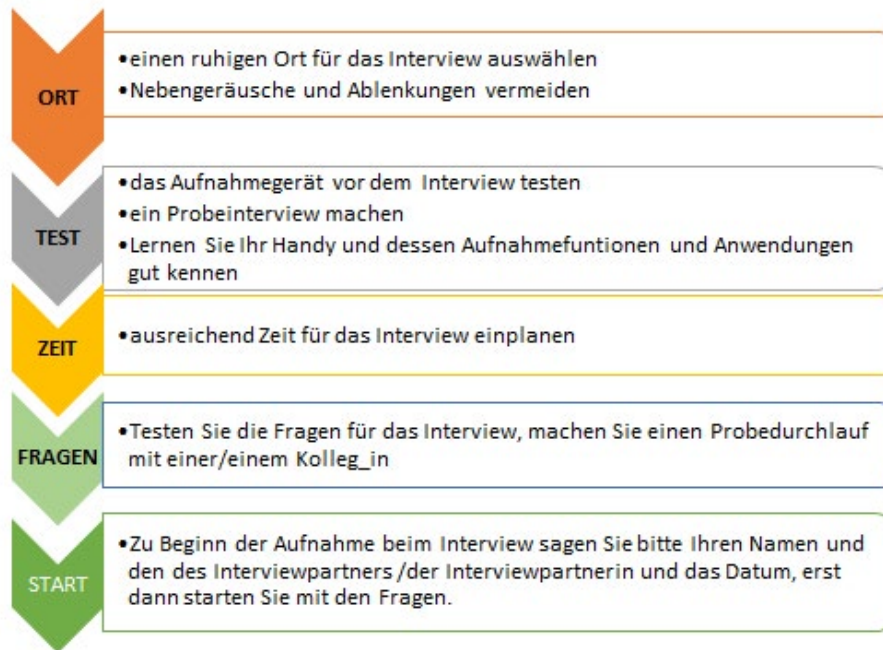 ORT
•einen ruhigen Ort für das Interview auswählen
•Nebengeräusche und Ablenkungen vermeiden
TEST
•das Aufnahmegerät vor dem Interview testen
•ein Probeinterview machen
•Lernen Sie Ihr Handy und dessen Aufnahmefuntionen und Anwendungen
gut kennen
ZEIT
•ausreichend Zeit für das Interview einplanen
FRAGEN
•Testen Sie die Fragen für das Interview, machen Sie einen Probedurchlauf
mit einer/einem Kolleg_in
START
•Zu Beginn der Aufnahme beim Interview sagen Sie bitte Ihren Namen und
den des Interviewpartners /der Interviewpartnerin und das Datum, erst
dann starten Sie mit den Fragen.